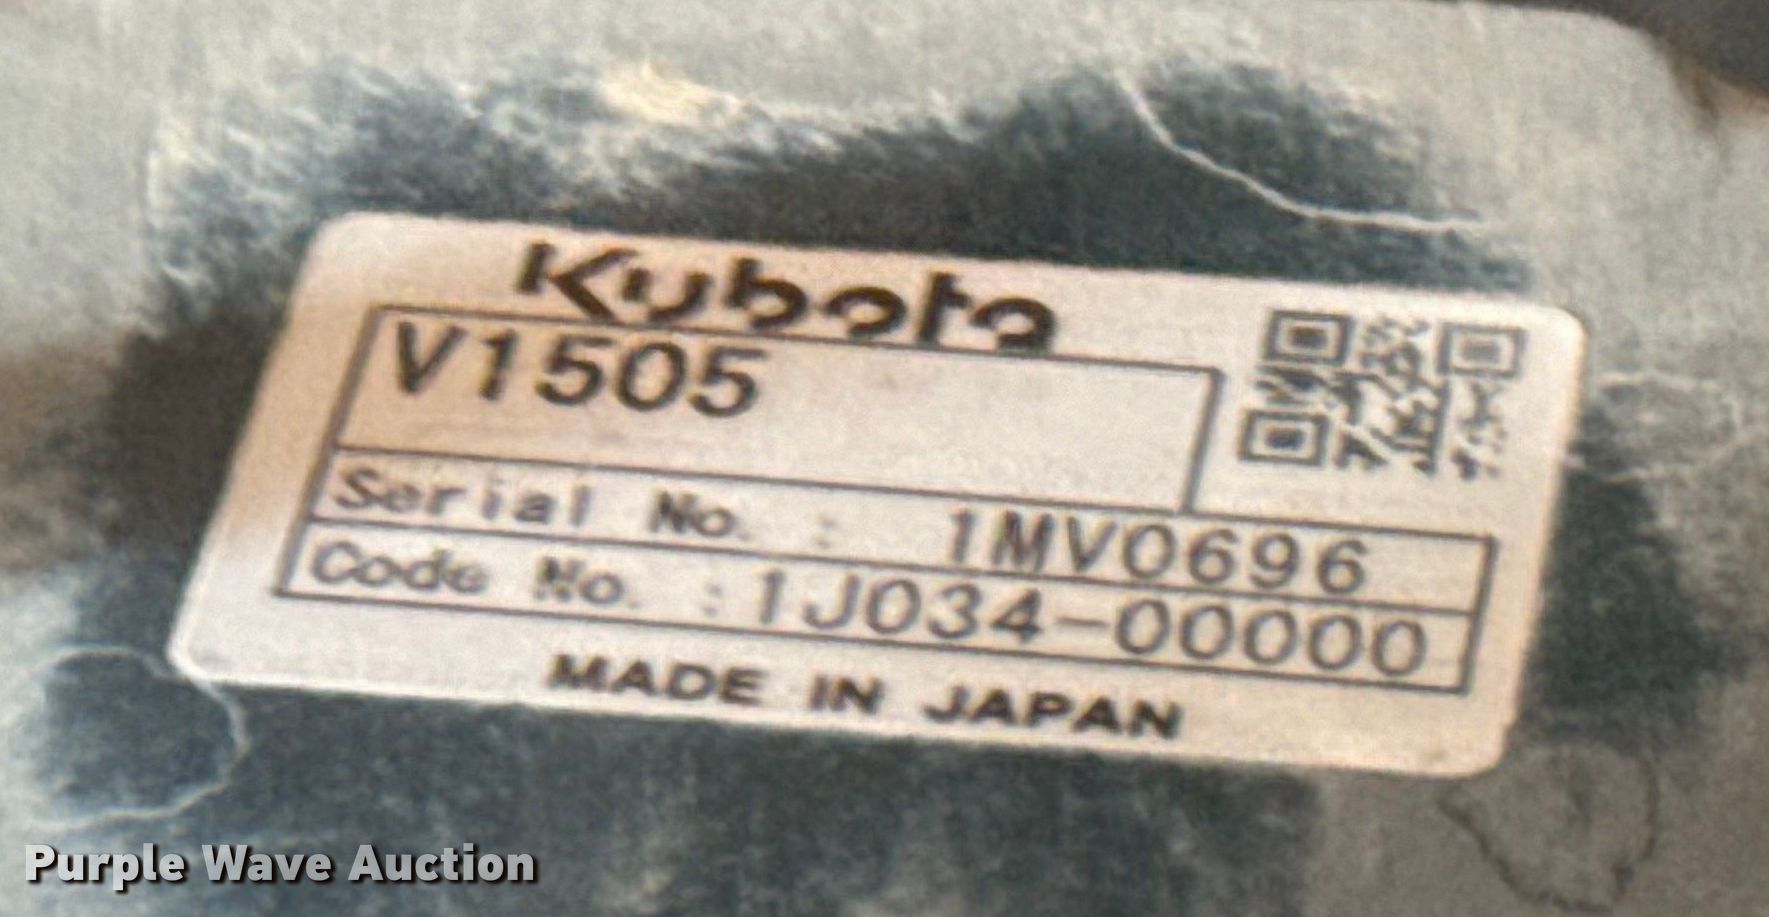 Kubota
V1505
Serial No. : 1MV0696
Code No. :1J034-00000
MADE IN JAPAN
Purple Wave Auction